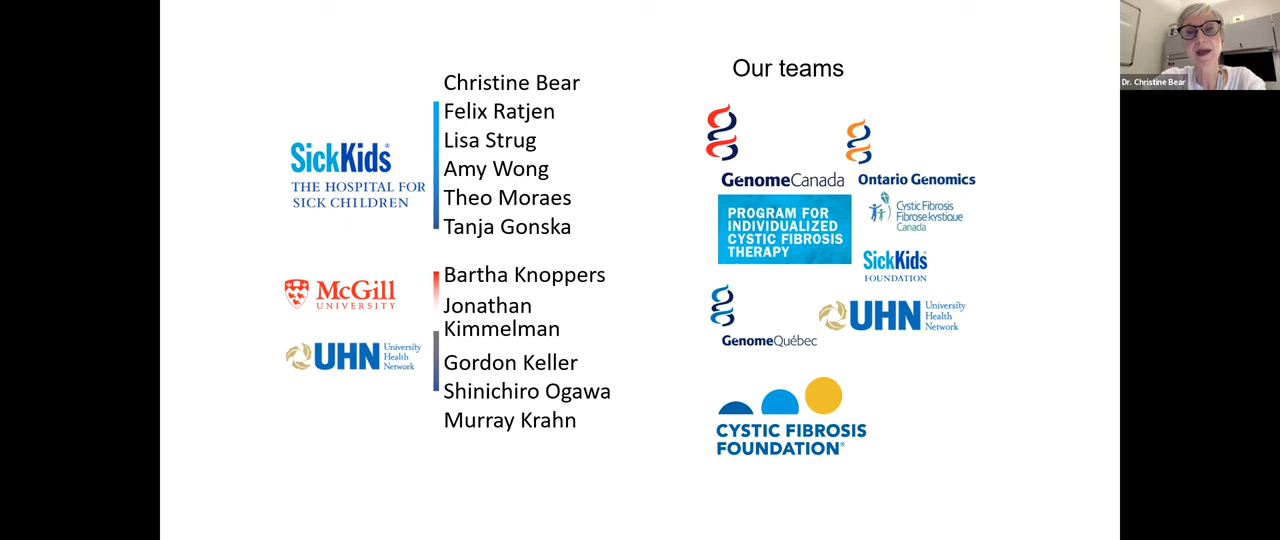 Our teams
Christine Bear
Felix Ratjen
Lisa Strug
Amy Wong
Theo Moraes
Tanja Gonska
SickKids®
THE HOSPITAL FOR
SICK CHILDREN
Bartha Knoppers
Jonathan
Kimmelman
McGill
UNIVERSITY
Gordon Keller
Shinichiro Ogawa
Murray Krahn
UHN
University
Health
Network
GenomeCanada
Ontario Genomics
PROGRAM FOR
INDIVIDUALIZED
CYSTIC FIBROSIS
THERAPY
Cystic Fibrosis
Fibrose kystique
Canada
SickKids
FOUNDATION
GenomeQuébec
UHN
University
Health
Network
CYSTIC FIBROSIS
FOUNDATION®
Dr. Christine Bear